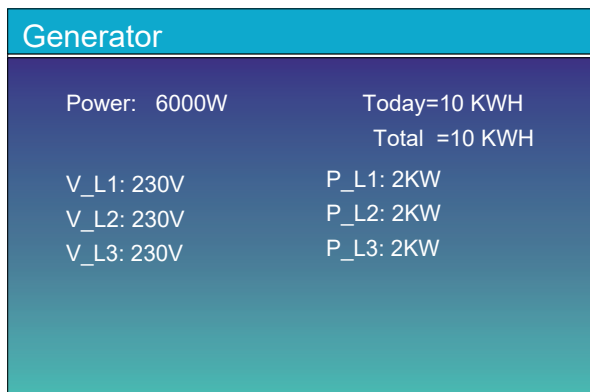 Generator
Power: 6000W Today=10 KWH
Total =10 KWH
V_L1: 230V P_L1: 2KW
V_L2: 230V P_L2: 2KW
V_L3: 230V P_L3: 2KW